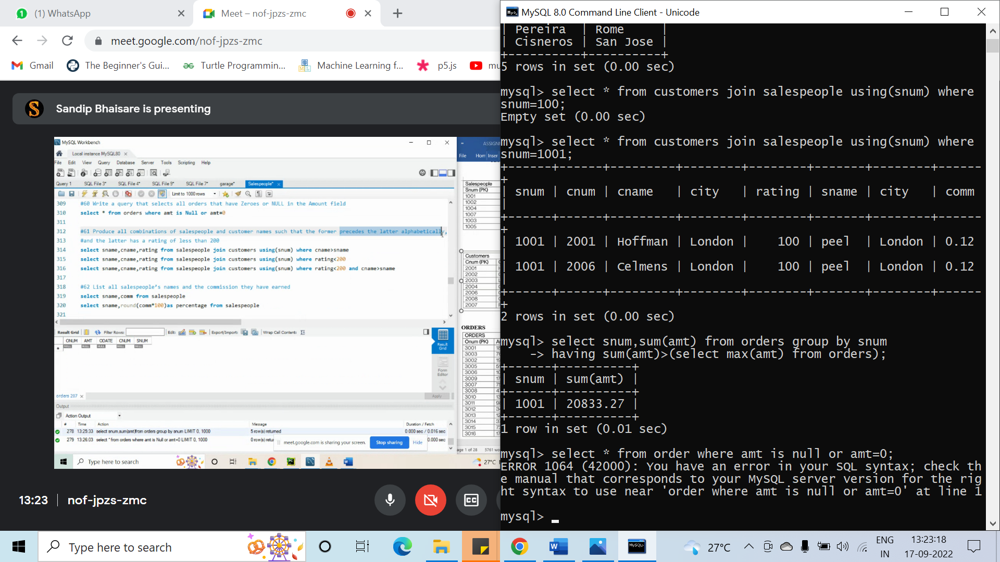 (1) WhatsApp
Meet – nof-jpzs-zmc
meet.google.com/nof-jpzs-zmc
Gmail
The Beginner's Gui...
Turtle Programmin...
Machine Learning f...
p5.js
Sandip Bhaisare is presenting
MySQL Workbench
Local instance MySQL80
File Edit View Query Database Server Tools Scripting Help
Query 1 SQL File 3* SQL File 4* SQL File 9* SQL File 7* garage* Salespeople*
Limit to 1000 rows
309 #60 Write a query that selects all orders that have Zeroes or NULL in the Amount field
310 select * from orders where amt is Null or amt=0
311
312 #61 Produce all combinations of salespeople and customer names such that the former precedes the latter alphabetically,
313 #and the latter has a rating of less than 200
314 select sname,cname,rating from salespeople join customers using(snum) where cname>sname
315 select sname,cname,rating from salespeople join customers using(snum) where rating<200
316 select sname,cname,rating from salespeople join customers using(snum) where rating<200 and cname>sname
317
318 #62 List all salespeople's names and the commission they have earned
319 select sname,comm from salespeople
320 select sname,round(comm*100)as percentage from salespeople
321
Result Grid Filter Rows: Edit: Export/Import: Wrap Cell Content:
ONUM AMT ODATE CNUM SNUM
NULL NULL NULL NULL NULL
Result Grid
Form Editor
orders 207
Apply
Output
Action Output
# Time Action Message Duration / Fetch
278 13:25:33 select snum,sum(amt)from orders group by snum LIMIT 0, 1000 5 row(s) returned 0.000 sec / 0.016 sec
279 13:26:03 select * from orders where amt is Null or amt=0 LIMIT 0, 1000 0 row(s) retu
meet.google.com is sharing your screen. Stop sharing Hide
Type here to search
27°C
File Hom Inser
Salespeople
Snum (PK)
1001
1002
1004
1007
1003
1005
Customers
Cnum (PK)
2001
2002
2003
2004
2006
2008
2007
ORDERS
ORDERS
Onum (PK)
3001
3003
3002
3005
3006
3009
3007
3008
3010
3011
3012
3013
3014
3015
3016
age 1 of 28
13:23 | nof-jpzs-zmc
MySQL 8.0 Command Line Client - Unicode
| Pereira | Rome |
| Cisneros | San Jose |
5 rows in set (0.00 sec)
mysql> select * from customers join salespeople using(snum) where
snum=100;
Empty set (0.00 sec)
mysql> select * from customers join salespeople using(snum) where
snum=1001;
| snum | cnum | cname | city | rating | sname | city | comm
| 1001 | 2001 | Hoffman | London | 100 | peel | London | 0.12
| 1001 | 2006 | Celmens | London | 100 | peel | London | 0.12
2 rows in set (0.00 sec)
mysql> select snum,sum(amt) from orders group by snum
-> having sum(amt)>(select max(amt) from orders);
| snum | sum(amt) |
| 1001 | 20833.27 |
1 row in set (0.01 sec)
mysql> select * from order where amt is null or amt=0;
ERROR 1064 (42000): You have an error in your SQL syntax; check th
e manual that corresponds to your MySQL server version for the rig
ht syntax to use near 'order where amt is null or amt=0' at line 1
mysql>
Type here to search
27°C
ENG
IN
13:23:18
17-09-2022